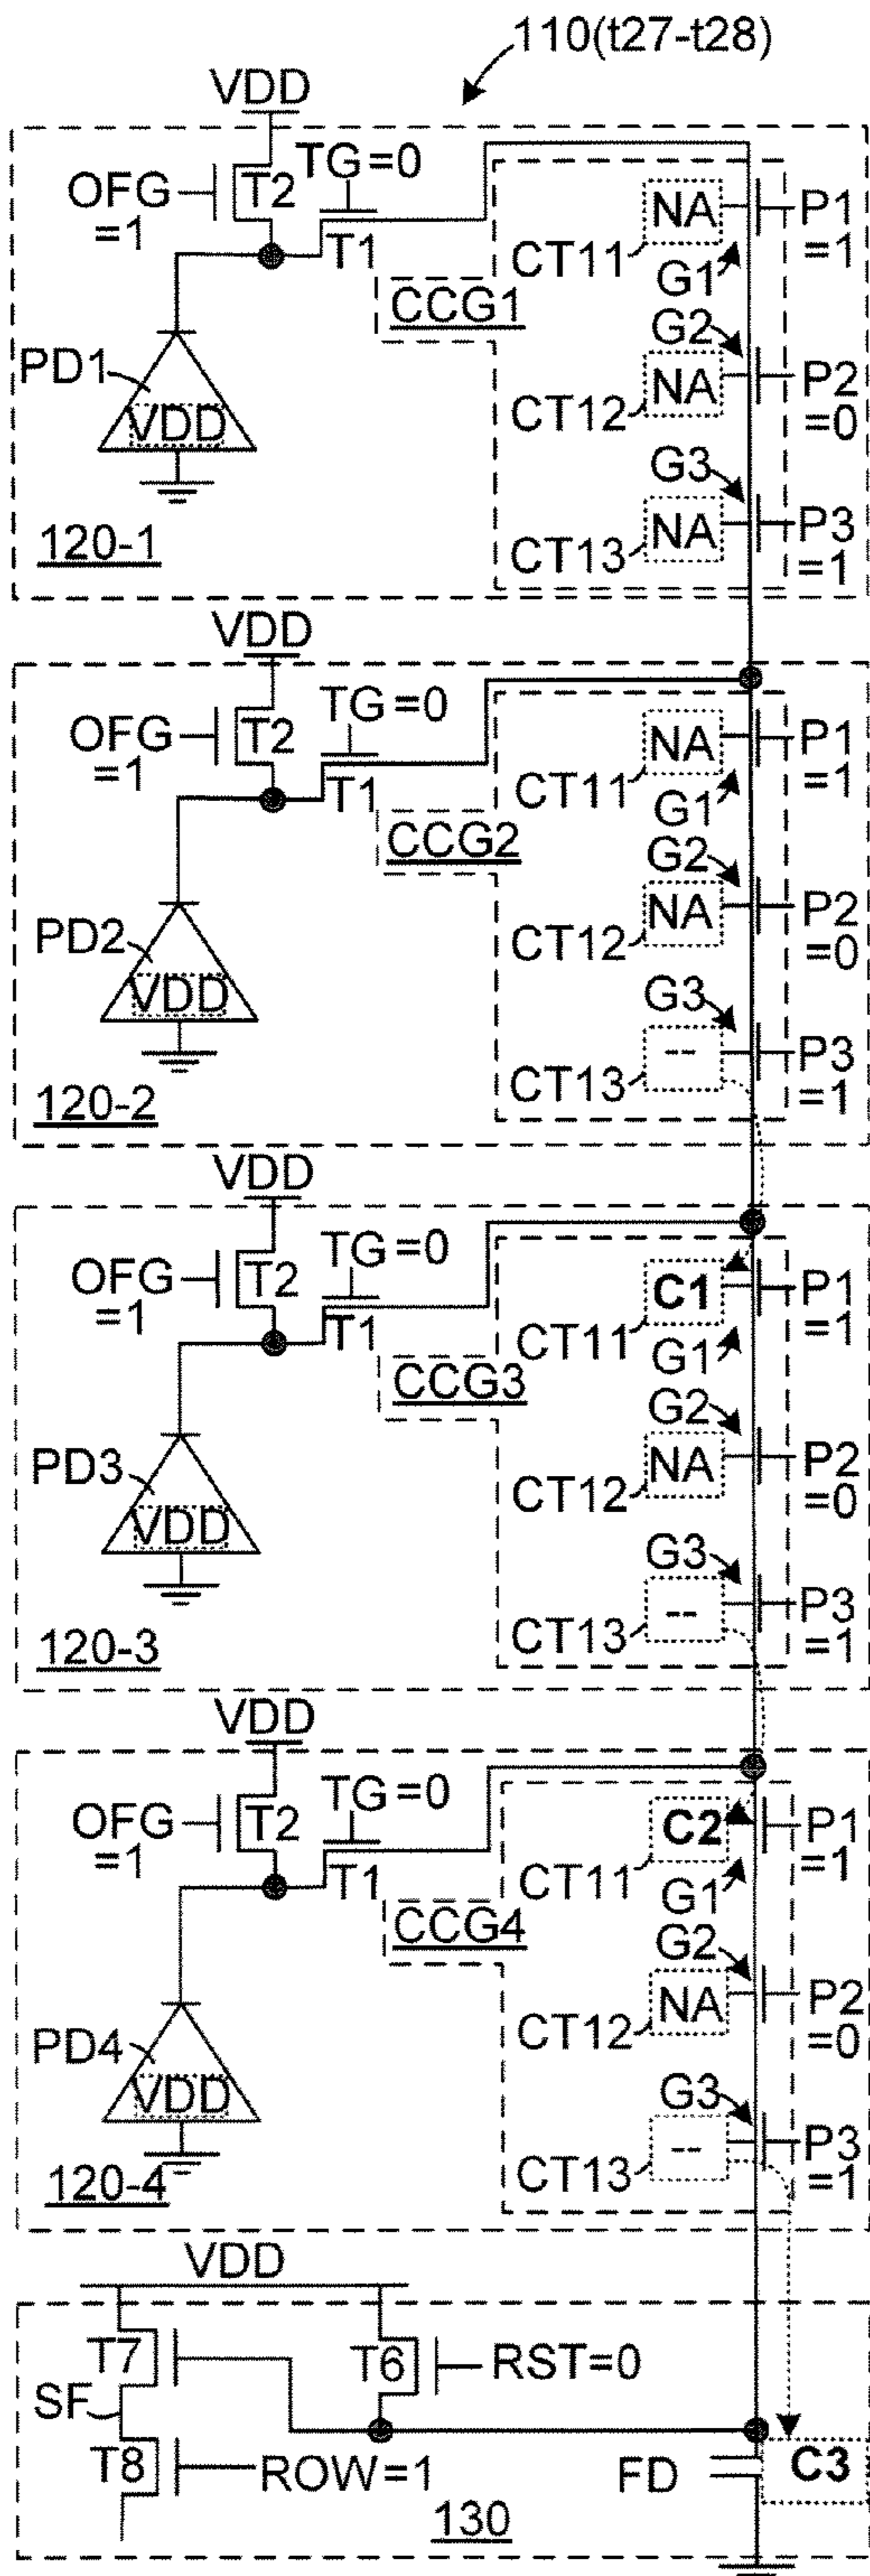 110(t27-t28)
VDD
OFG =1
T2
TG=0
T1
NA
P1 =1
CT11
G1
CCG1
G2
PD1
VDD
CT12
NA
P2 =0
G3
CT13
NA
P3 =1
120-1
VDD
OFG =1
T2
TG=0
T1
NA
P1 =1
CT11
G1
CCG2
G2
PD2
VDD
CT12
NA
P2 =0
G3
CT13
--
P3 =1
120-2
VDD
OFG =1
T2
TG=0
T1
C1
P1 =1
CT11
G1
CCG3
G2
PD3
VDD
CT12
NA
P2 =0
G3
CT13
--
P3 =1
120-3
VDD
OFG =1
T2
TG=0
T1
C2
P1 =1
CT11
G1
CCG4
G2
PD4
VDD
CT12
NA
P2 =0
G3
CT13
--
P3 =1
120-4
VDD
T7
T6
RST=0
SF
T8
ROW=1
FD
C3
130